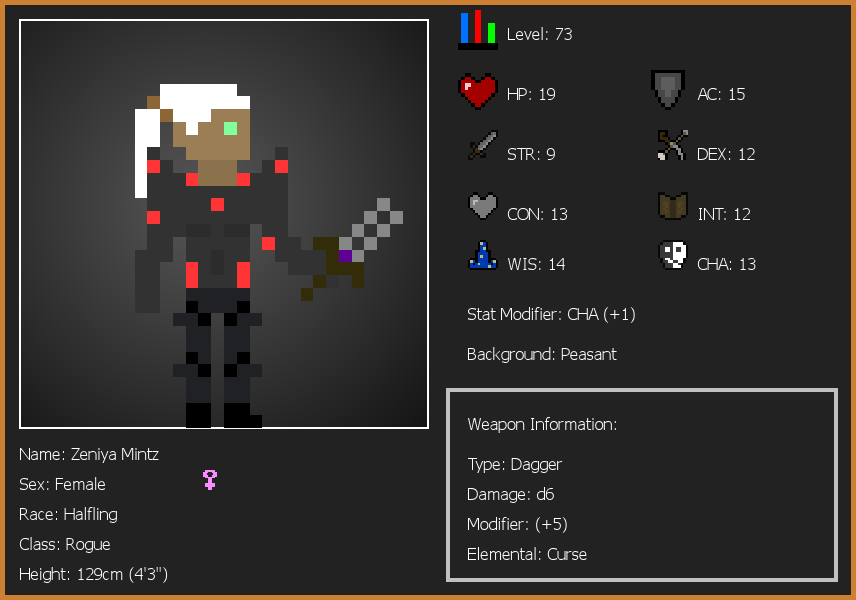 Level: 73
HP: 19
AC: 15
STR: 9
DEX: 12
CON: 13
INT: 12
WIS: 14
CHA: 13
Stat Modifier: CHA (+1)
Background: Peasant
Weapon Information:
Type: Dagger
Damage: d6
Modifier: (+5)
Elemental: Curse
Name: Zeniya Mintz
Sex: Female
Race: Halfling
Class: Rogue
Height: 129cm (4'3")